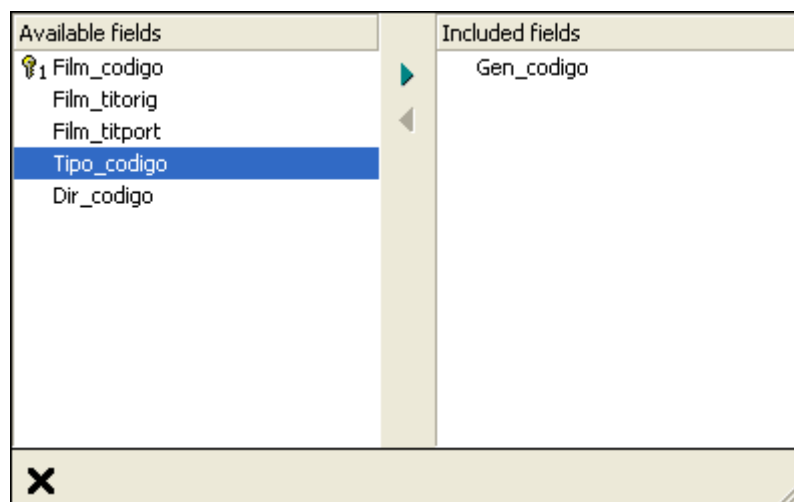 Available fields
1 Film_codigo
Film_titorig
Film_titport
Tipo_codigo
Dir_codigo
Included fields
Gen_codigo